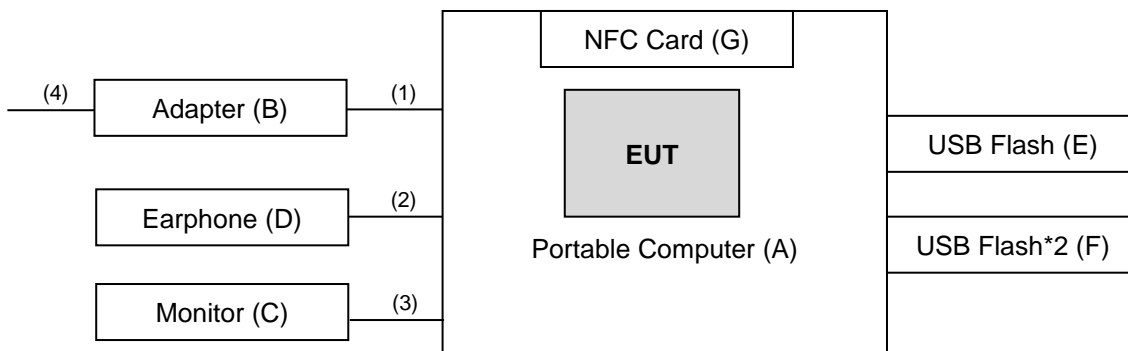 NFC Card (G)
(4)
Adapter (B)
(1)
EUT
USB Flash (E)
Earphone (D)
(2)
Portable Computer (A)
USB Flash*2 (F)
Monitor (C)
(3)